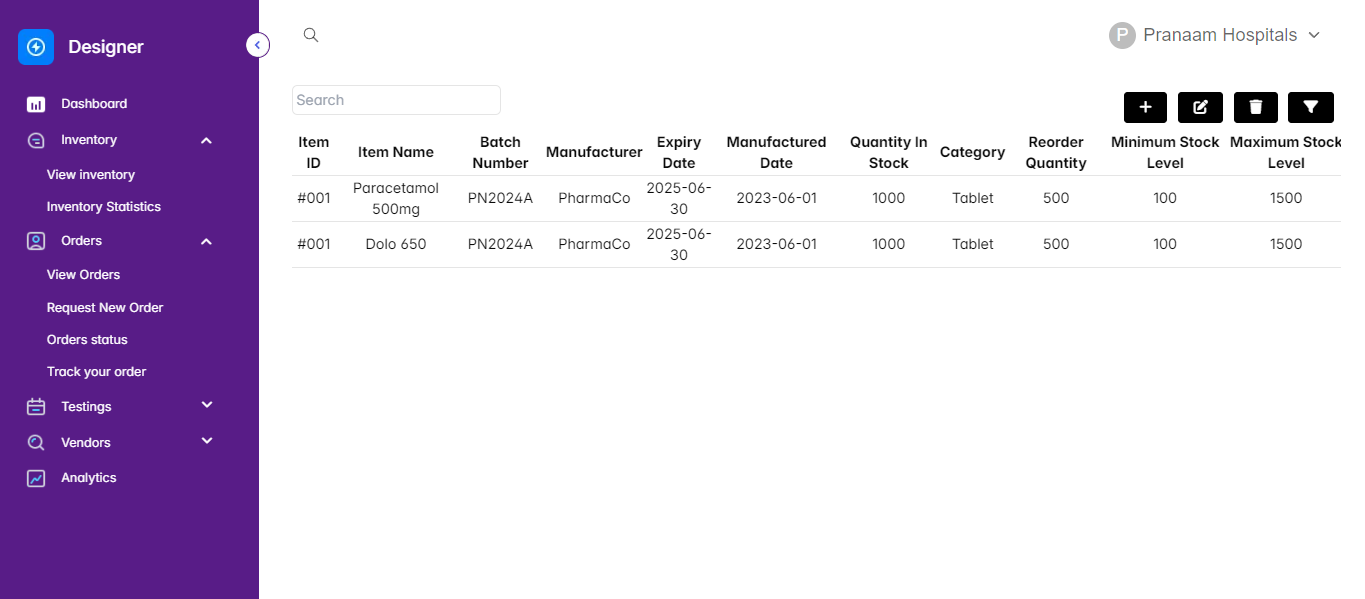 Designer
Dashboard
Inventory
View inventory
Inventory Statistics
Orders
View Orders
Request New Order
Orders status
Track your order
Testings
Vendors
Analytics
P Pranaam Hospitals
Search
Item ID Item Name Batch Number Manufacturer Expiry Date Manufactured Date Quantity In Stock Category Reorder Quantity Minimum Stock Level Maximum Stock Level
#001 Paracetamol 500mg PN2024A PharmaCo 2025-06-30 2023-06-01 1000 Tablet 500 100 1500
#001 Dolo 650 PN2024A PharmaCo 2025-06-30 2023-06-01 1000 Tablet 500 100 1500